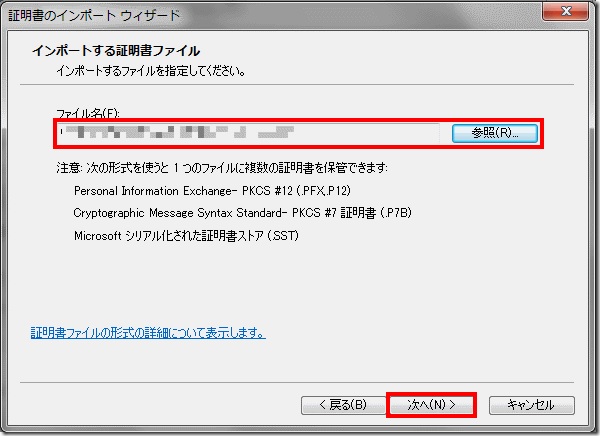 証明書のインポート ウィザード
インポートする証明書ファイル
インポートするファイルを指定してください。
ファイル名(F):
参照(R)...
注意: 次の形式を使うと 1 つのファイルに複数の証明書を保管できます:
Personal Information Exchange- PKCS #12 (.PFX,.P12)
Cryptographic Message Syntax Standard- PKCS #7 証明書 (.P7B)
Microsoft シリアル化された証明書ストア (.SST)
証明書ファイルの形式の詳細について表示します。
< 戻る(B)
次へ(N) >
キャンセル